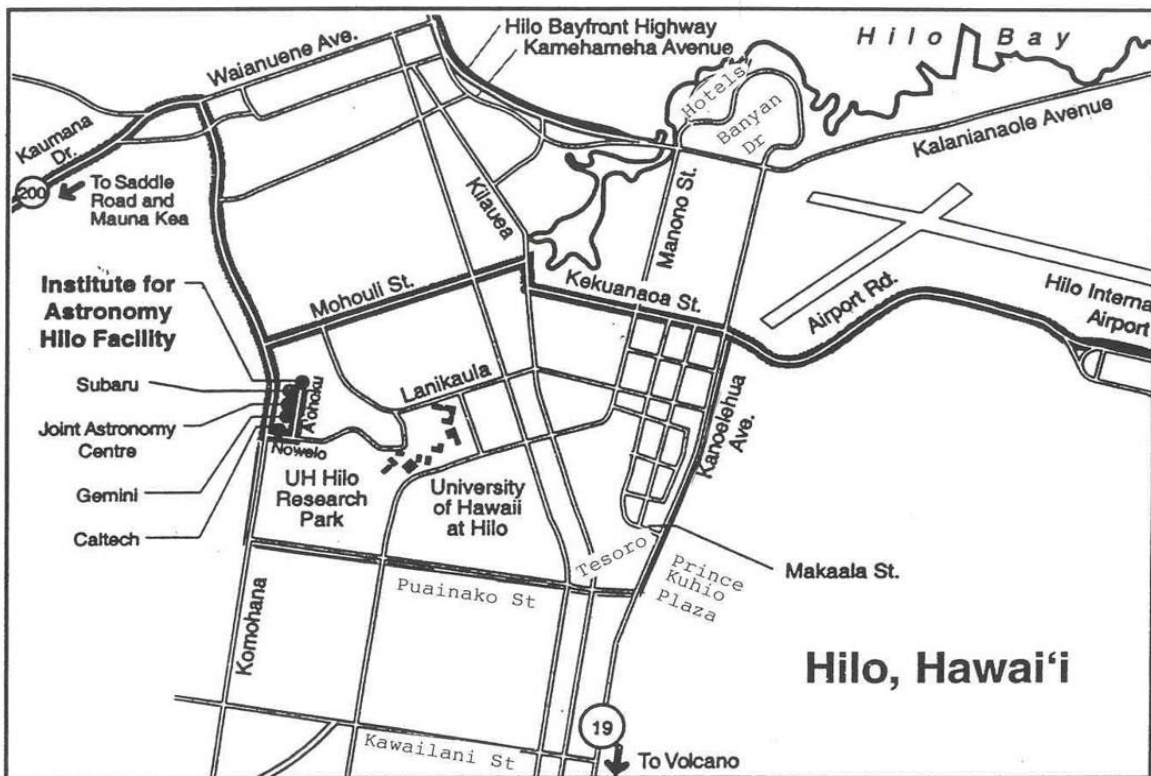 Hilo Bayfront Highway
Kamehameha Avenue
Hilo Bay
Waianuene Ave.
Hotels
Banyan
Dr
Kalanianaole Avenue
Kaumana
Dr.
200
To Saddle
Road and
Mauna Kea
Kilauea
Manono St.
Institute for
Astronomy
Hilo Facility
Mohouli St.
Kekuanaoa St.
Airport Rd.
Hilo Interna
Airport
Subaru
Joint Astronomy
Centre
Gemini
Caltech
A'ohoku
Nowelo
Lanikaula
Kanoelehua
Ave.
UH Hilo
Research
Park
University
of Hawaii
at Hilo
Tesoro
Prince
Kuhio
Plaza
Makaala St.
Puainako St
Komohana
Hilo, Hawaiʻi
19
Kawailani St
To Volcano